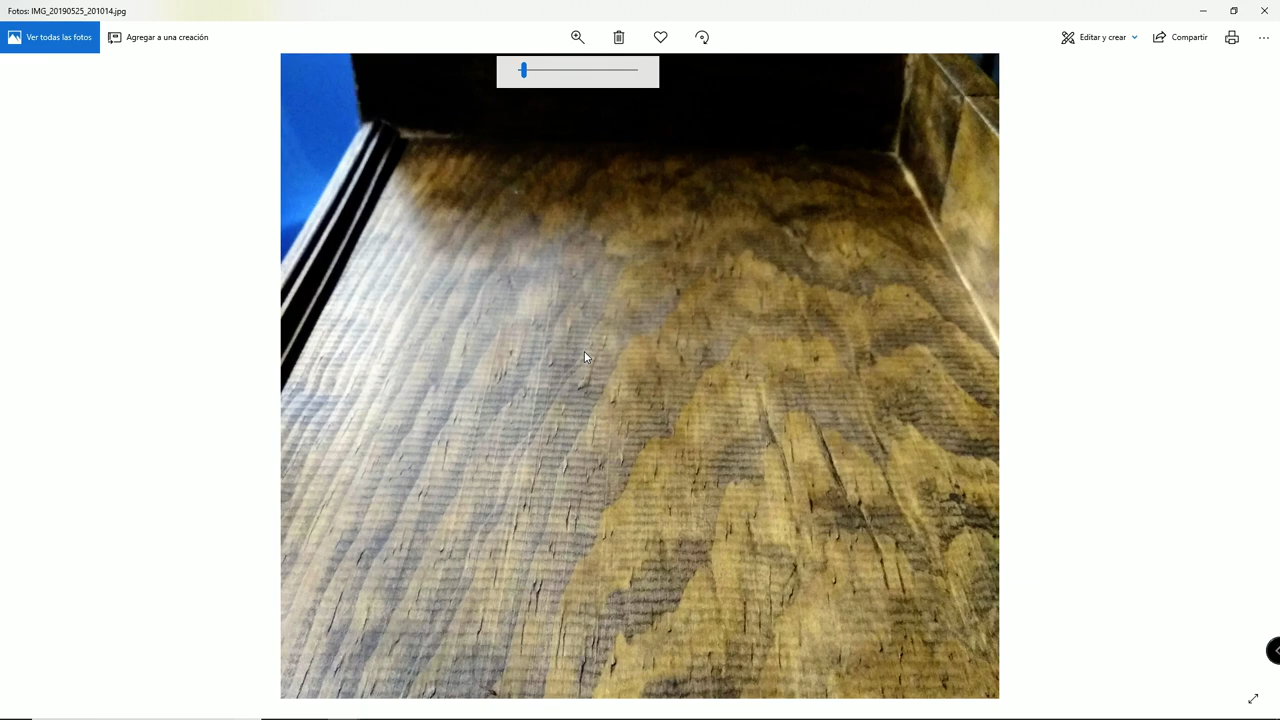 Fotos: IMG_20190525_201014.jpg
Ver todas las fotos
Agregar a una creación
Editar y crear
Compartir